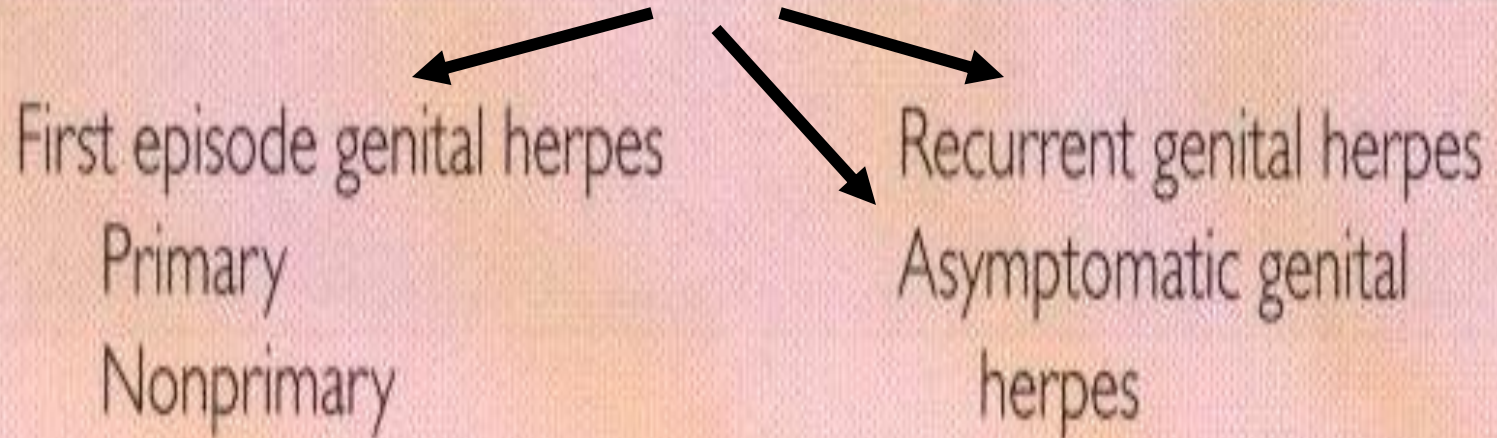 First episode genital herpes
Primary
Nonprimary
Recurrent genital herpes
Asymptomatic genital
herpes